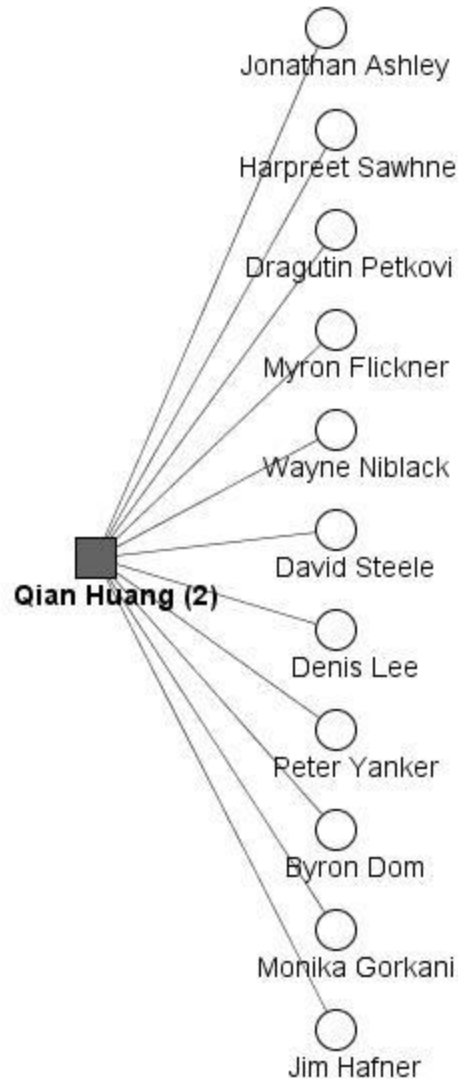 Jonathan Ashley
Harpreet Sawhne
Dragutin Petkovi
Myron Flickner
Wayne Niblack
David Steele
Qian Huang (2)
Denis Lee
Peter Yanker
Byron Dom
Monika Gorkani
Jim Hafner